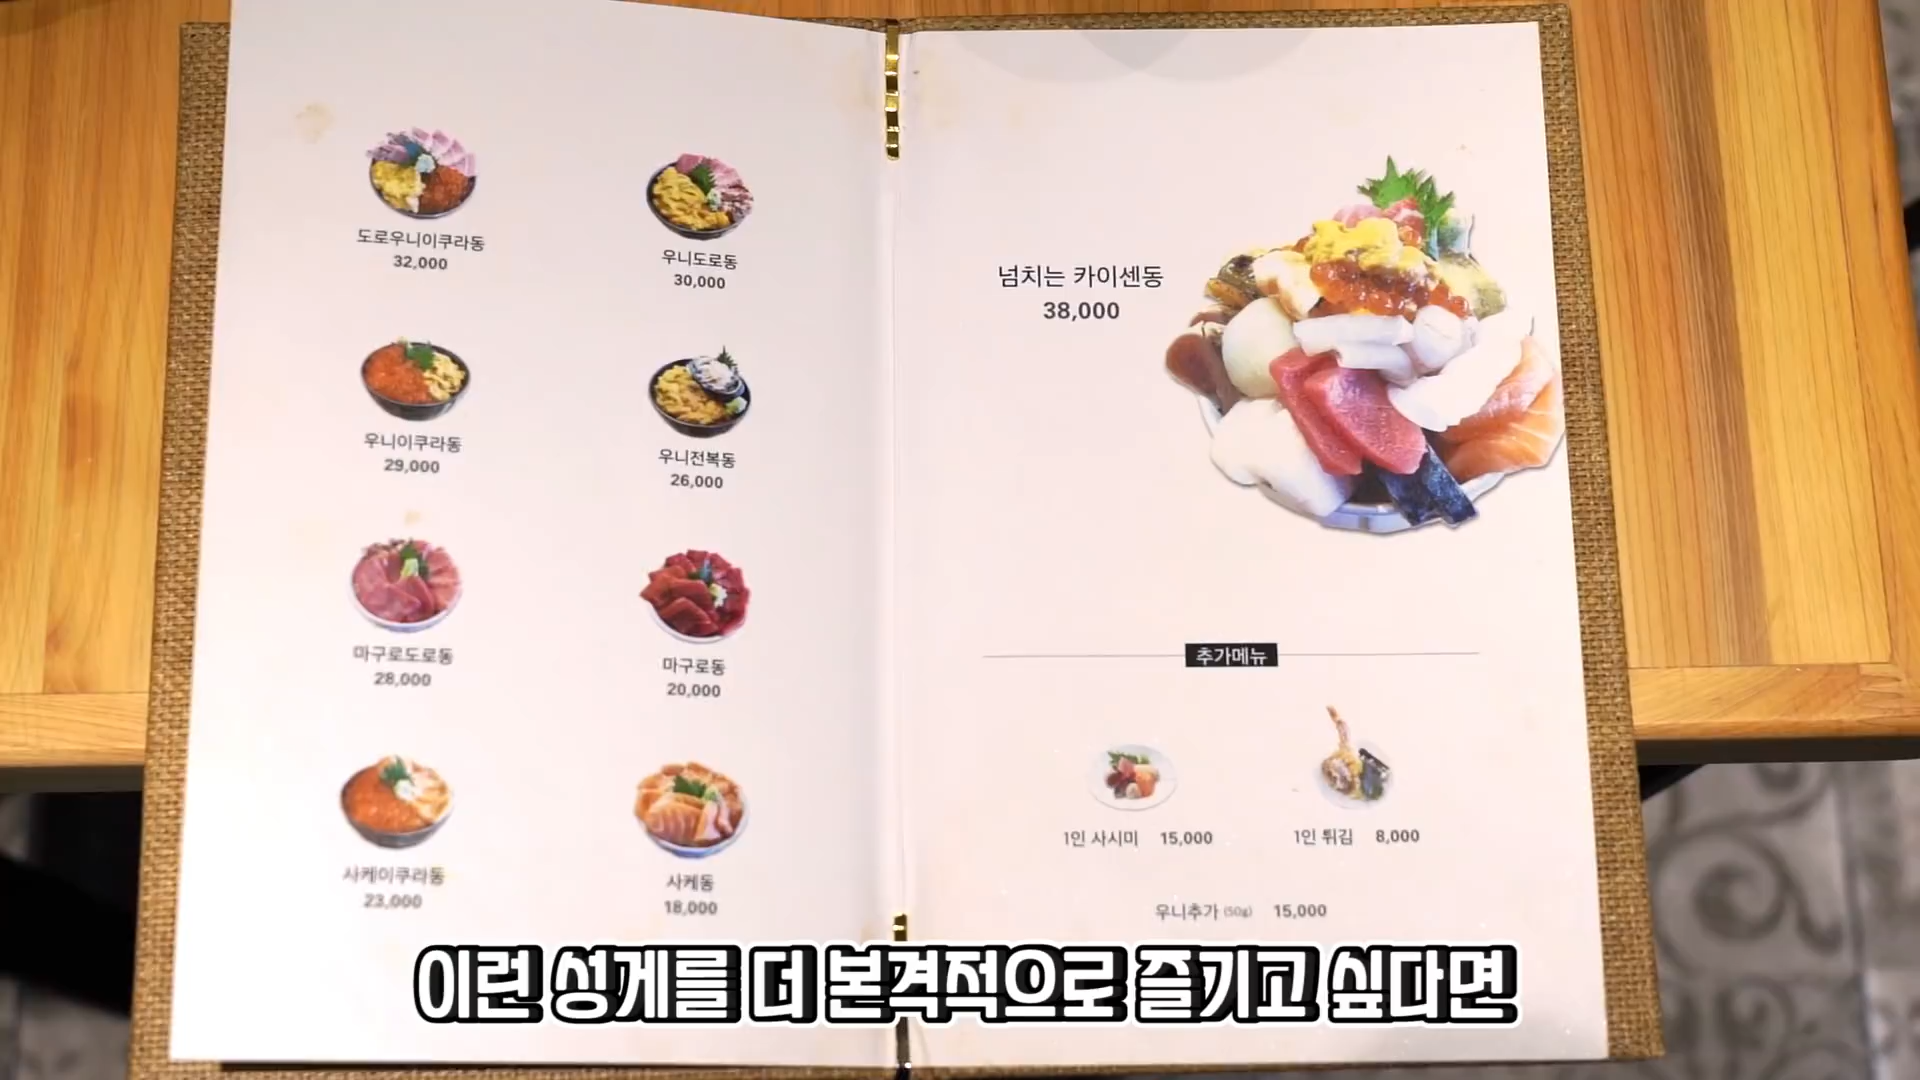 도로우니이쿠라동
32,000
우니도로동
30,000
우니이쿠라동
29,000
우니전복동
26,000
마구로도로동
28,000
마구로동
20,000
사케이쿠라동
23,000
사케동
18,000
넘치는 카이센동
38,000
추가메뉴
1인 사시미 15,000
1인 튀김 8,000
우니추가 (50g) 15,000
이런 성게를 더 본격적으로 즐기고 싶다면